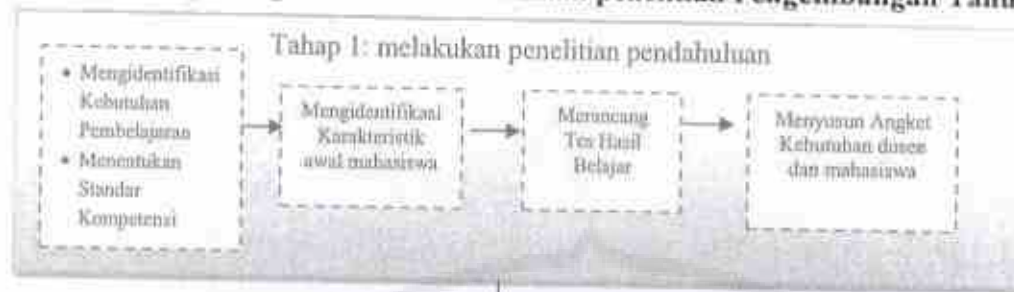 Tahap 1: melakukan penelitian pendahuluan
• Mengidentifikasi
Kebutuhan
Pembelajaran
• Menentukan
Standar
Kompetensi
Mengidentifikasi
Karakteristik
awal mahasiswa
Merancang
Tes Hasil
Belajar
Menyusun Angket
Kebutuhan dosen
dan mahasiswa